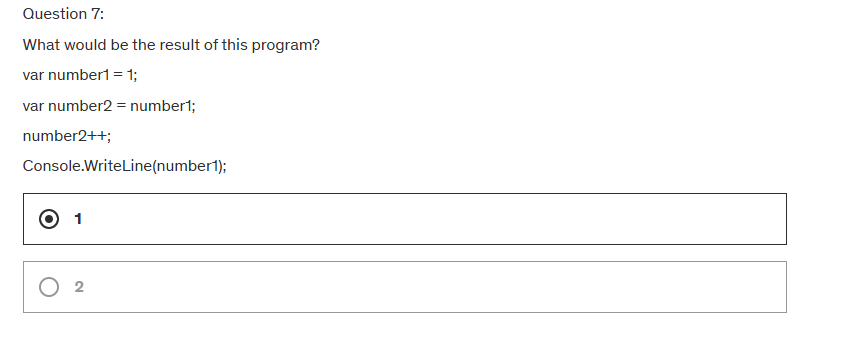 Question 7:
What would be the result of this program?
var number1 = 1;
var number2 = number1;
number2++;
Console.WriteLine(number1);
1
2